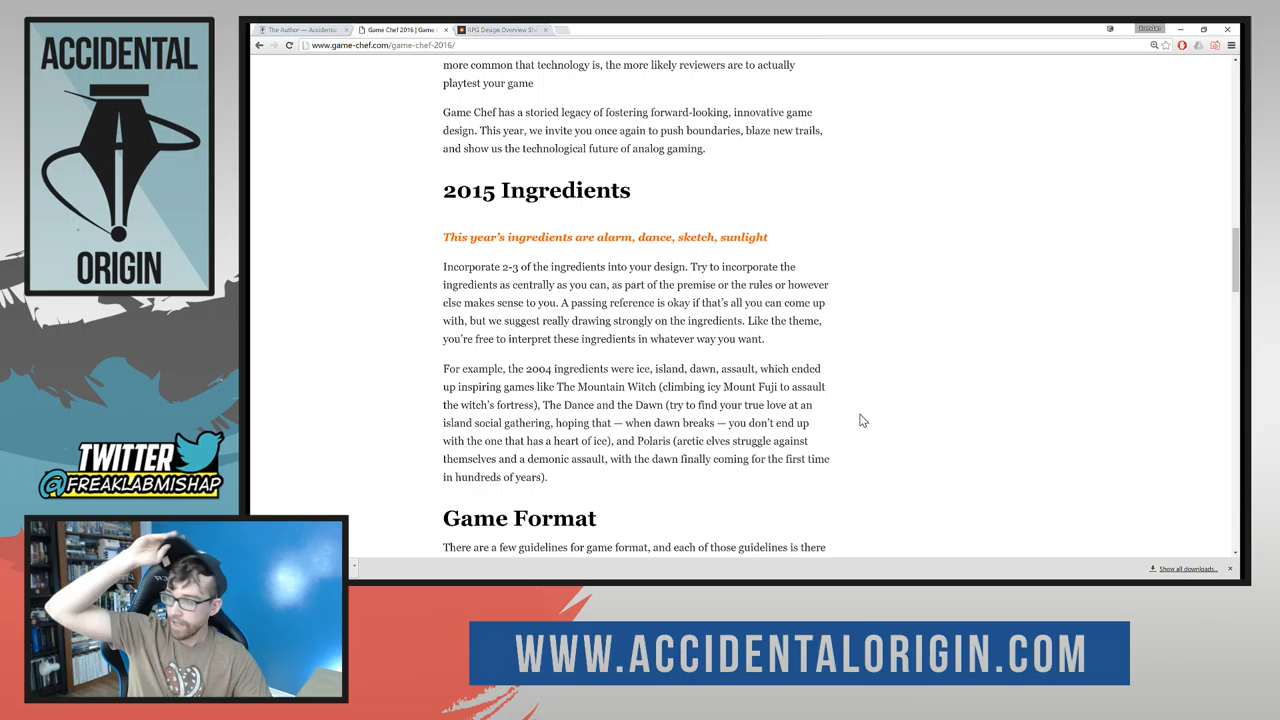 ACCIDENTAL
ORIGIN
TWITTER
@FREAKLABMISHAP
The Author — Accidenta
Game Chef 2016 | Game
RPG Design Overview Sh
www.game-chef.com/game-chef-2016/
more common that technology is, the more likely reviewers are to actually
playtest your game
Game Chef has a storied legacy of fostering forward-looking, innovative game
design. This year, we invite you once again to push boundaries, blaze new trails,
and show us the technological future of analog gaming.
2015 Ingredients
This year's ingredients are alarm, dance, sketch, sunlight
Incorporate 2-3 of the ingredients into your design. Try to incorporate the
ingredients as centrally as you can, as part of the premise or the rules or however
else makes sense to you. A passing reference is okay if that's all you can come up
with, but we suggest really drawing strongly on the ingredients. Like the theme,
you're free to interpret these ingredients in whatever way you want.
For example, the 2004 ingredients were ice, island, dawn, assault, which ended
up inspiring games like The Mountain Witch (climbing icy Mount Fuji to assault
the witch's fortress), The Dance and the Dawn (try to find your true love at an
island social gathering, hoping that — when dawn breaks — you don't end up
with the one that has a heart of ice), and Polaris (arctic elves struggle against
themselves and a demonic assault, with the dawn finally coming for the first time
in hundreds of years).
Game Format
There are a few guidelines for game format, and each of those guidelines is there
Show all downloads...
WWW.ACCIDENTALORIGIN.COM